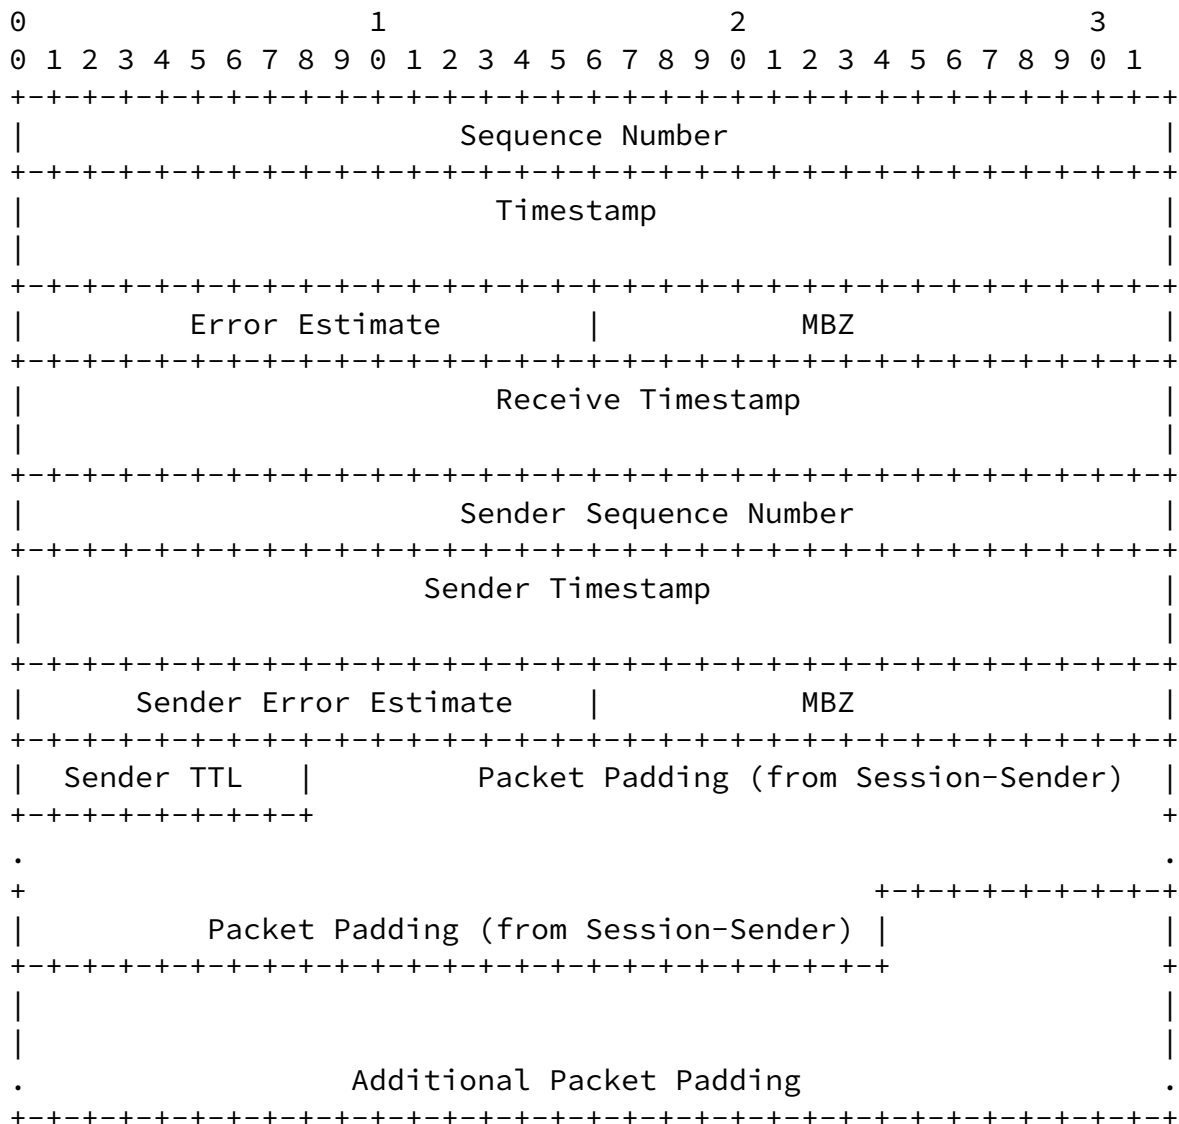 0                   1                   2                   3
0 1 2 3 4 5 6 7 8 9 0 1 2 3 4 5 6 7 8 9 0 1 2 3 4 5 6 7 8 9 0 1
+-+-+-+-+-+-+-+-+-+-+-+-+-+-+-+-+-+-+-+-+-+-+-+-+-+-+-+-+-+-+-+-+
|                        Sequence Number                        |
+-+-+-+-+-+-+-+-+-+-+-+-+-+-+-+-+-+-+-+-+-+-+-+-+-+-+-+-+-+-+-+-+
|                          Timestamp                            |
|                                                               |
+-+-+-+-+-+-+-+-+-+-+-+-+-+-+-+-+-+-+-+-+-+-+-+-+-+-+-+-+-+-+-+-+
|         Error Estimate        |           MBZ                 |
+-+-+-+-+-+-+-+-+-+-+-+-+-+-+-+-+-+-+-+-+-+-+-+-+-+-+-+-+-+-+-+-+
|                          Receive Timestamp                    |
|                                                               |
+-+-+-+-+-+-+-+-+-+-+-+-+-+-+-+-+-+-+-+-+-+-+-+-+-+-+-+-+-+-+-+-+
|                        Sender Sequence Number                 |
+-+-+-+-+-+-+-+-+-+-+-+-+-+-+-+-+-+-+-+-+-+-+-+-+-+-+-+-+-+-+-+-+
|                      Sender Timestamp                         |
|                                                               |
+-+-+-+-+-+-+-+-+-+-+-+-+-+-+-+-+-+-+-+-+-+-+-+-+-+-+-+-+-+-+-+-+
|      Sender Error Estimate    |           MBZ                 |
+-+-+-+-+-+-+-+-+-+-+-+-+-+-+-+-+-+-+-+-+-+-+-+-+-+-+-+-+-+-+-+-+
|  Sender TTL   |         Packet Padding (from Session-Sender)  |
+-+-+-+-+-+-+-+-+                                               +
.                                                               .
+                                               +-+-+-+-+-+-+-+-+
|          Packet Padding (from Session-Sender) |               |
+-+-+-+-+-+-+-+-+-+-+-+-+-+-+-+-+-+-+-+-+-+-+-+-+               +
|                                                               |
|                                                               |
.                  Additional Packet Padding                    .
+-+-+-+-+-+-+-+-+-+-+-+-+-+-+-+-+-+-+-+-+-+-+-+-+-+-+-+-+-+-+-+-+